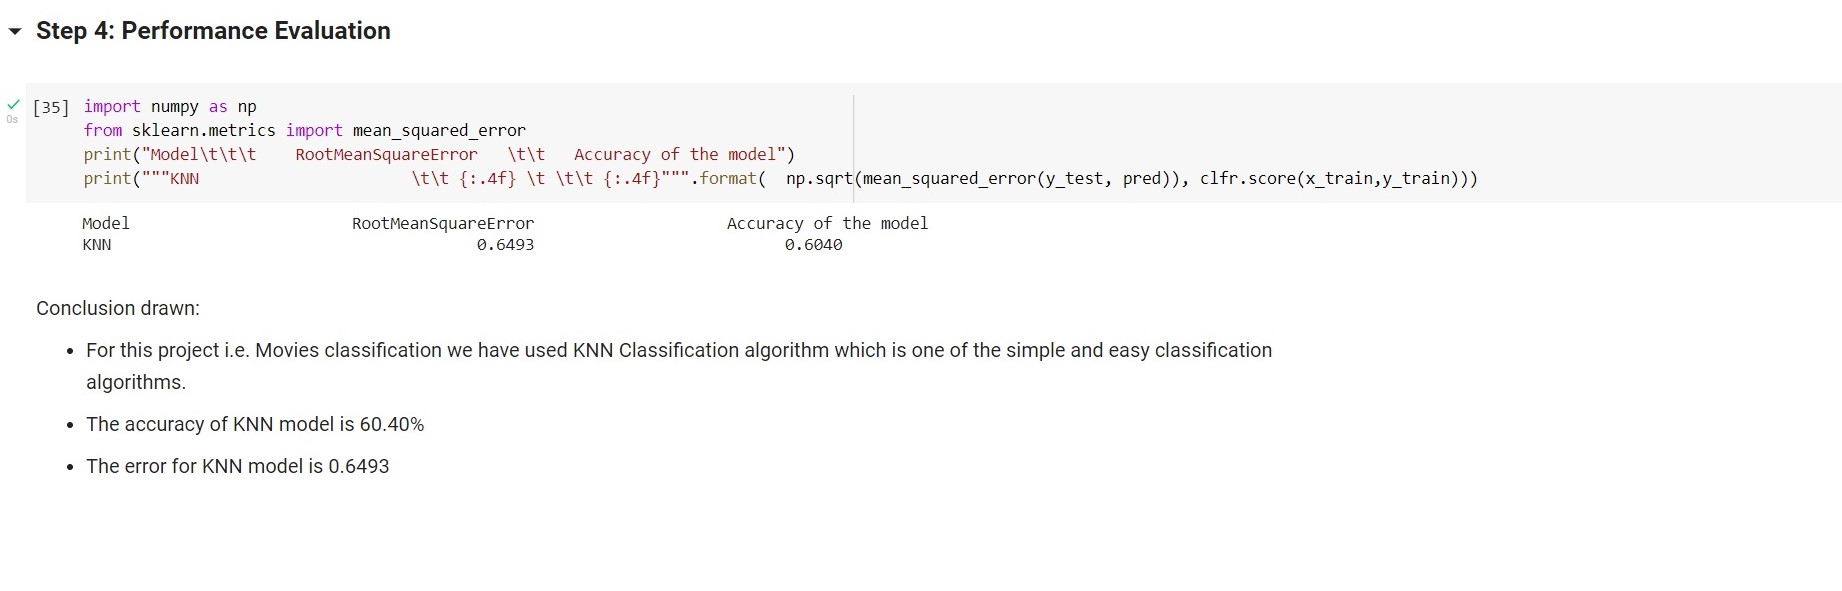 Step 4: Performance Evaluation
[35] import numpy as np
0s
from sklearn.metrics import mean_squared_error
print("Model\t\t\t    RootMeanSquareError   \t\t   Accuracy of the model")
print("""KNN                       \t\t {:.4f} \t \t\t {:.4f}""".format(  np.sqrt(mean_squared_error(y_test, pred)), clfr.score(x_train,y_train)))
Model RootMeanSquareError Accuracy of the model
KNN 0.6493 0.6040
Conclusion drawn:
• For this project i.e. Movies classification we have used KNN Classification algorithm which is one of the simple and easy classification
algorithms.
• The accuracy of KNN model is 60.40%
• The error for KNN model is 0.6493